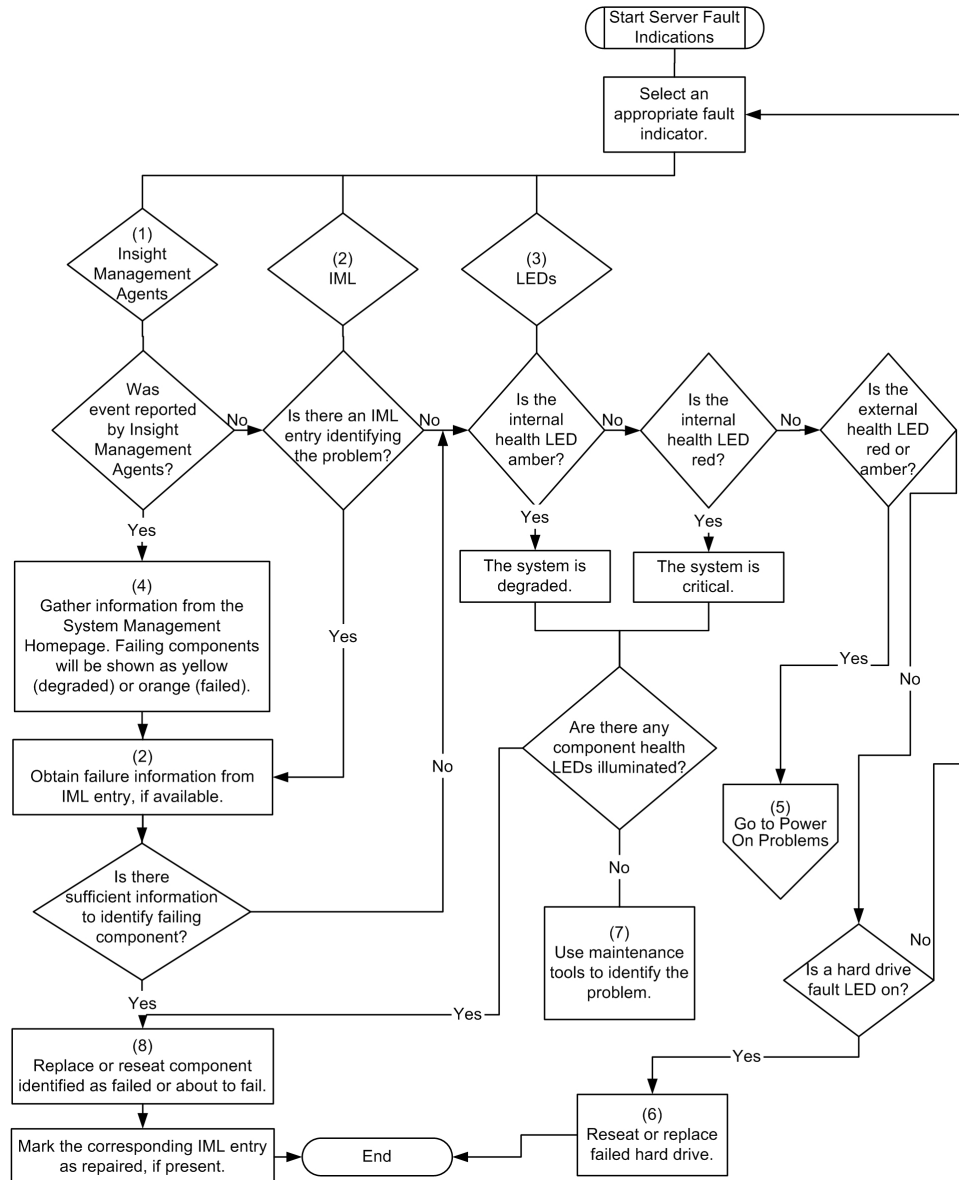 Start Server Fault
Indications
Select an
appropriate fault
indicator.
(1)
Insight
Management
Agents
(2)
IML
(3)
LEDs
Was
event reported
by Insight
Management
Agents?
No
Is there an IML
entry identifying
the problem?
No
Is the
internal
health LED
amber?
No
Is the
internal
health LED
red?
No
Is the
external
health LED
red or
amber?
Yes
Yes
Yes
(4)
Gather information from the
System Management
Homepage. Failing components
will be shown as yellow
(degraded) or orange (failed).
The system is
degraded.
The system is
critical.
Yes
Yes
No
(2)
Obtain failure information from
IML entry, if available.
No
Are there any
component health
LEDs illuminated?
(5)
Go to Power
On Problems
Is there
sufficient information
to identify failing
component?
No
(7)
Use maintenance
tools to identify the
problem.
No
Is a hard drive
fault LED on?
Yes
Yes
(8)
Replace or reseat component
identified as failed or about to fail.
Yes
(6)
Reseat or replace
failed hard drive.
Mark the corresponding IML entry
as repaired, if present.
End